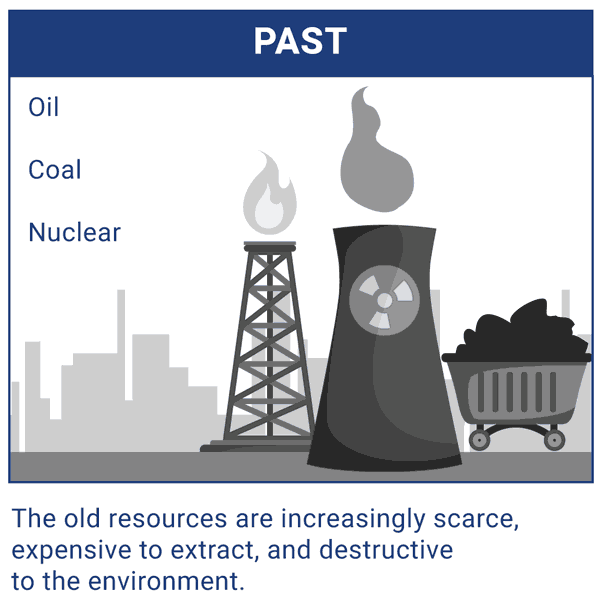 PAST
Oil
Coal
Nuclear
The old resources are increasingly scarce,
expensive to extract, and destructive
to the environment.